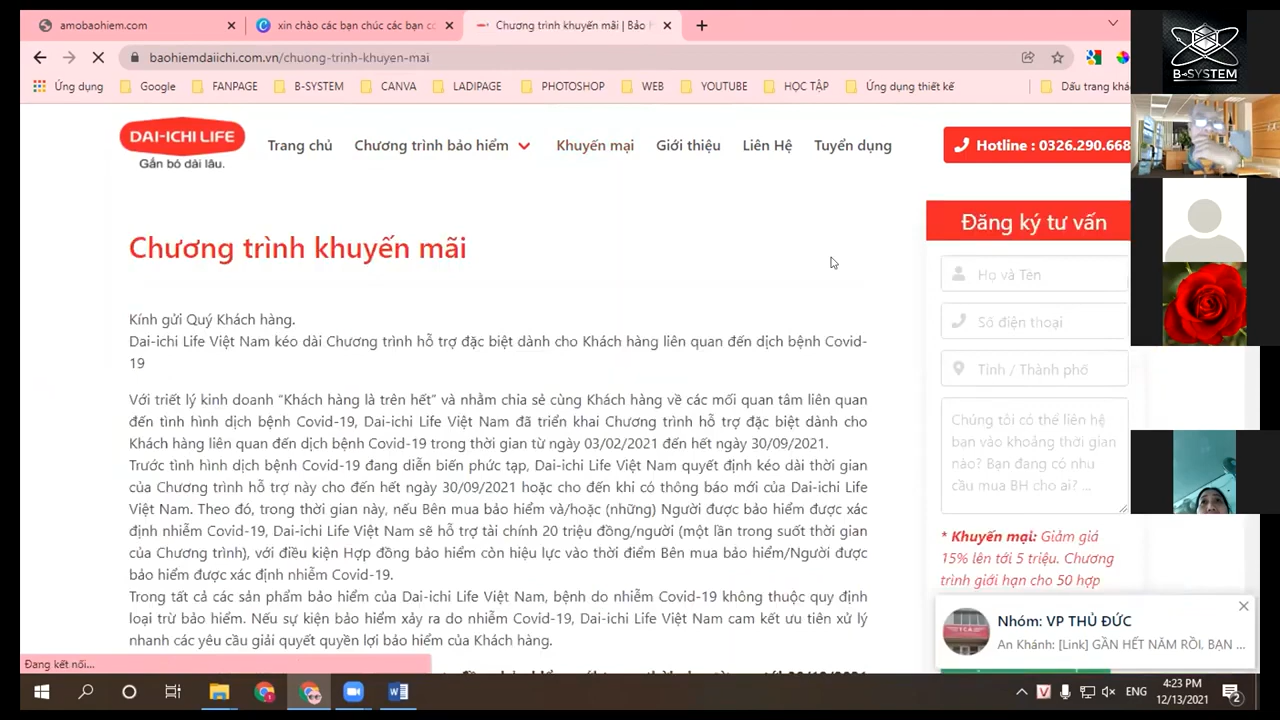 amobaohiem.com
xin chào các bạn chúc các bạn có
Chương trình khuyến mãi | Bảo
baohiemdaiichi.com.vn/chuong-trinh-khuyen-mai
Ứng dụng
Google
FANPAGE
B-SYSTEM
CANVA
LADIPAGE
PHOTOSHOP
WEB
YOUTUBE
HỌC TẬP
Ứng dụng thiết kế
Dấu trang khá
B-SYSTEM
DAI-ICHI LIFE
Gắn bó dài lâu.
Trang chủ
Chương trình bảo hiểm
Khuyến mại
Giới thiệu
Liên Hệ
Tuyển dụng
Hotline : 0326.290.668
Chương trình khuyến mãi
Kính gửi Quý Khách hàng.
Dai-ichi Life Việt Nam kéo dài Chương trình hỗ trợ đặc biệt dành cho Khách hàng liên quan đến dịch bệnh Covid-
19
Với triết lý kinh doanh “Khách hàng là trên hết” và nhằm chia sẻ cùng Khách hàng về các mối quan tâm liên quan
đến tình hình dịch bệnh Covid-19, Dai-ichi Life Việt Nam đã triển khai Chương trình hỗ trợ đặc biệt dành cho
Khách hàng liên quan đến dịch bệnh Covid-19 trong thời gian từ ngày 03/02/2021 đến hết ngày 30/09/2021.
Trước tình hình dịch bệnh Covid-19 đang diễn biến phức tạp, Dai-ichi Life Việt Nam quyết định kéo dài thời gian
của Chương trình hỗ trợ này cho đến hết ngày 30/09/2021 hoặc cho đến khi có thông báo mới của Dai-ichi Life
Việt Nam. Theo đó, trong thời gian này, nếu Bên mua bảo hiểm và/hoặc (những) Người được bảo hiểm được xác
định nhiễm Covid-19, Dai-ichi Life Việt Nam sẽ hỗ trợ tài chính 20 triệu đồng/người (một lần trong suốt thời gian
của Chương trình), với điều kiện Hợp đồng bảo hiểm còn hiệu lực vào thời điểm Bên mua bảo hiểm/Người được
bảo hiểm được xác định nhiễm Covid-19.
Trong tất cả các sản phẩm bảo hiểm của Dai-ichi Life Việt Nam, bệnh do nhiễm Covid-19 không thuộc quy định
loại trừ bảo hiểm. Nếu sự kiện bảo hiểm xảy ra do nhiễm Covid-19, Dai-ichi Life Việt Nam cam kết ưu tiên xử lý
nhanh các yêu cầu giải quyết quyền lợi bảo hiểm của Khách hàng.
Đăng ký tư vấn
Họ và Tên
Số điện thoại
Tỉnh / Thành phố
Chúng tôi có thể liên hệ
bạn vào khoảng thời gian
nào? Bạn đang có nhu
cầu mua BH cho ai? ...
* Khuyến mại: Giảm giá
15% lên tới 5 triệu. Chương
trình giới hạn cho 50 hợp
Nhóm: VP THỦ ĐỨC
An Khánh: [Link] GẦN HẾT NĂM RỒI, BẠN ...
Đang kết nối...
ENG
4:23 PM
12/13/2021
2